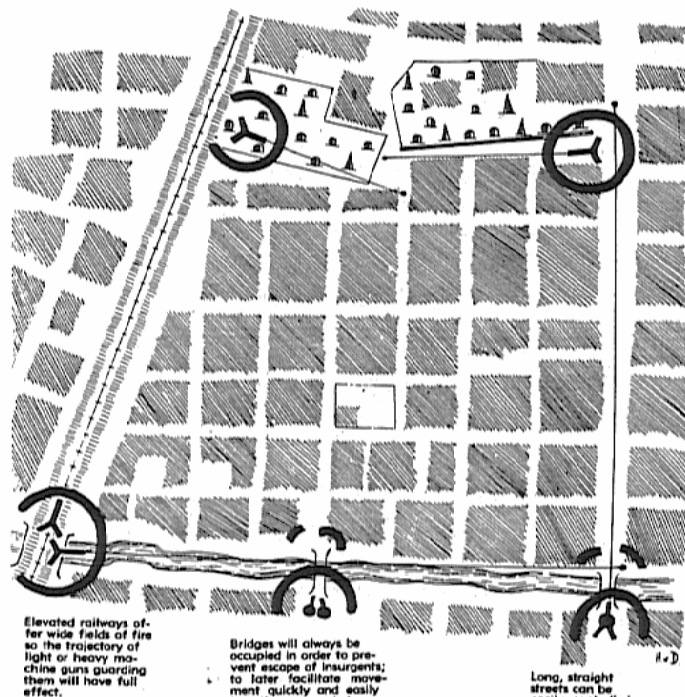 Elevated railways of-
fer wide fields of fire
so the trajectory of
light or heavy ma-
chine guns guarding
them will have full
effect.
Bridges will always be
occupied in order to pre-
vent escape of insurgents;
to later facilitate move-
ment quickly and easily
Long, straight
streets can be
H.v.D.